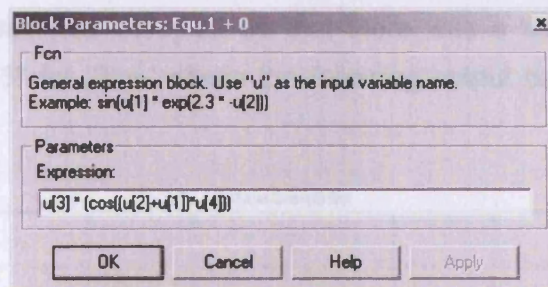 Block Parameters: Equ.1 + 0
x
Fcn
General expression block. Use "u" as the input variable name.
Example: sin(u[1] * exp(2.3 * -u[2]))
Parameters
Expression:
u[3] * (cos((u[2]+u[1])*u[4]))
OK
Cancel
Help
Apply